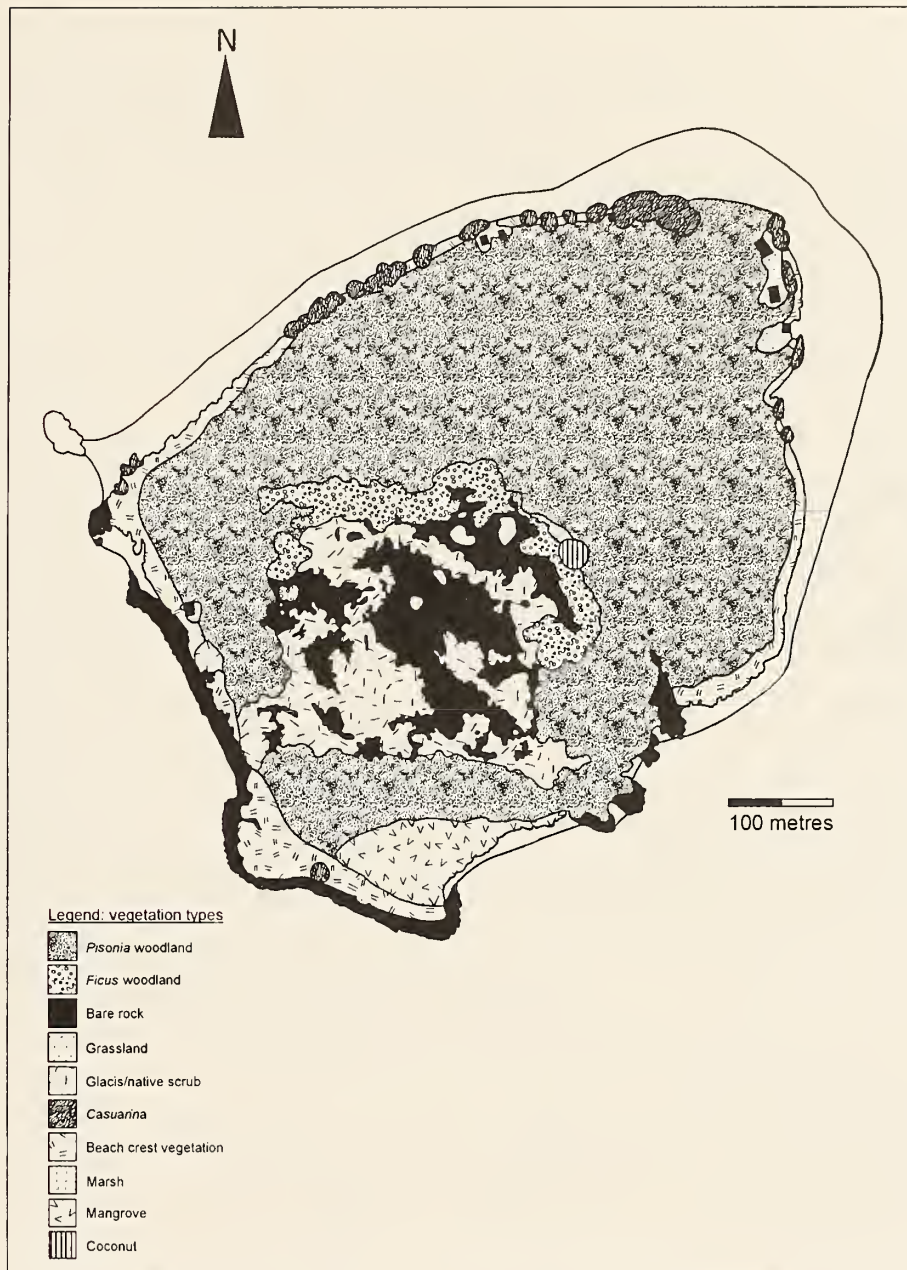 N
100 metres
Legend: vegetation types
Pisonia woodland
Ficus woodland
Bare rock
Grassland
Glacis/native scrub
Casuarina
Beach crest vegetation
Marsh
Mangrove
Coconut